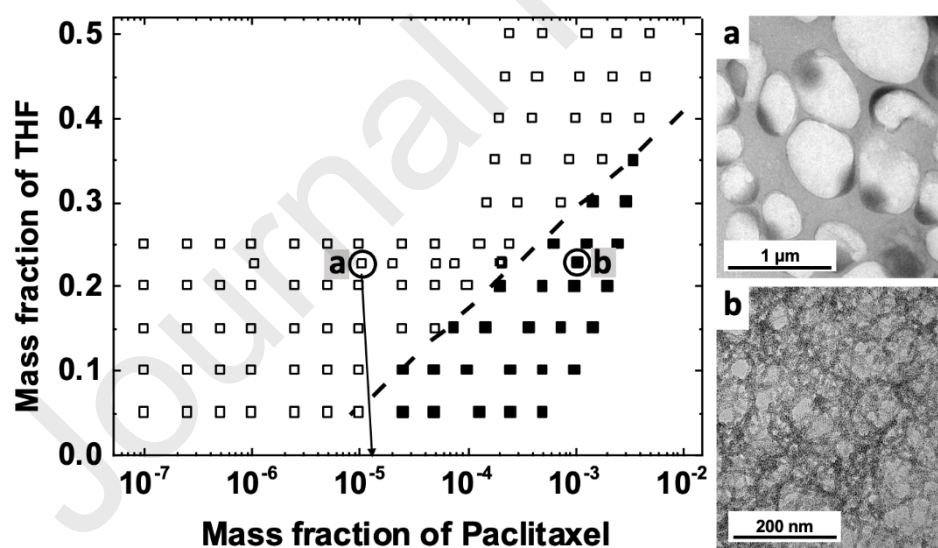 Journal
0.5
0.4
0.3
0.2
0.1
0.0
Mass fraction of THF
a
b
10⁻⁷ 10⁻⁶ 10⁻⁵ 10⁻⁴ 10⁻³ 10⁻²
Mass fraction of Paclitaxel
a
1 µm
b
200 nm